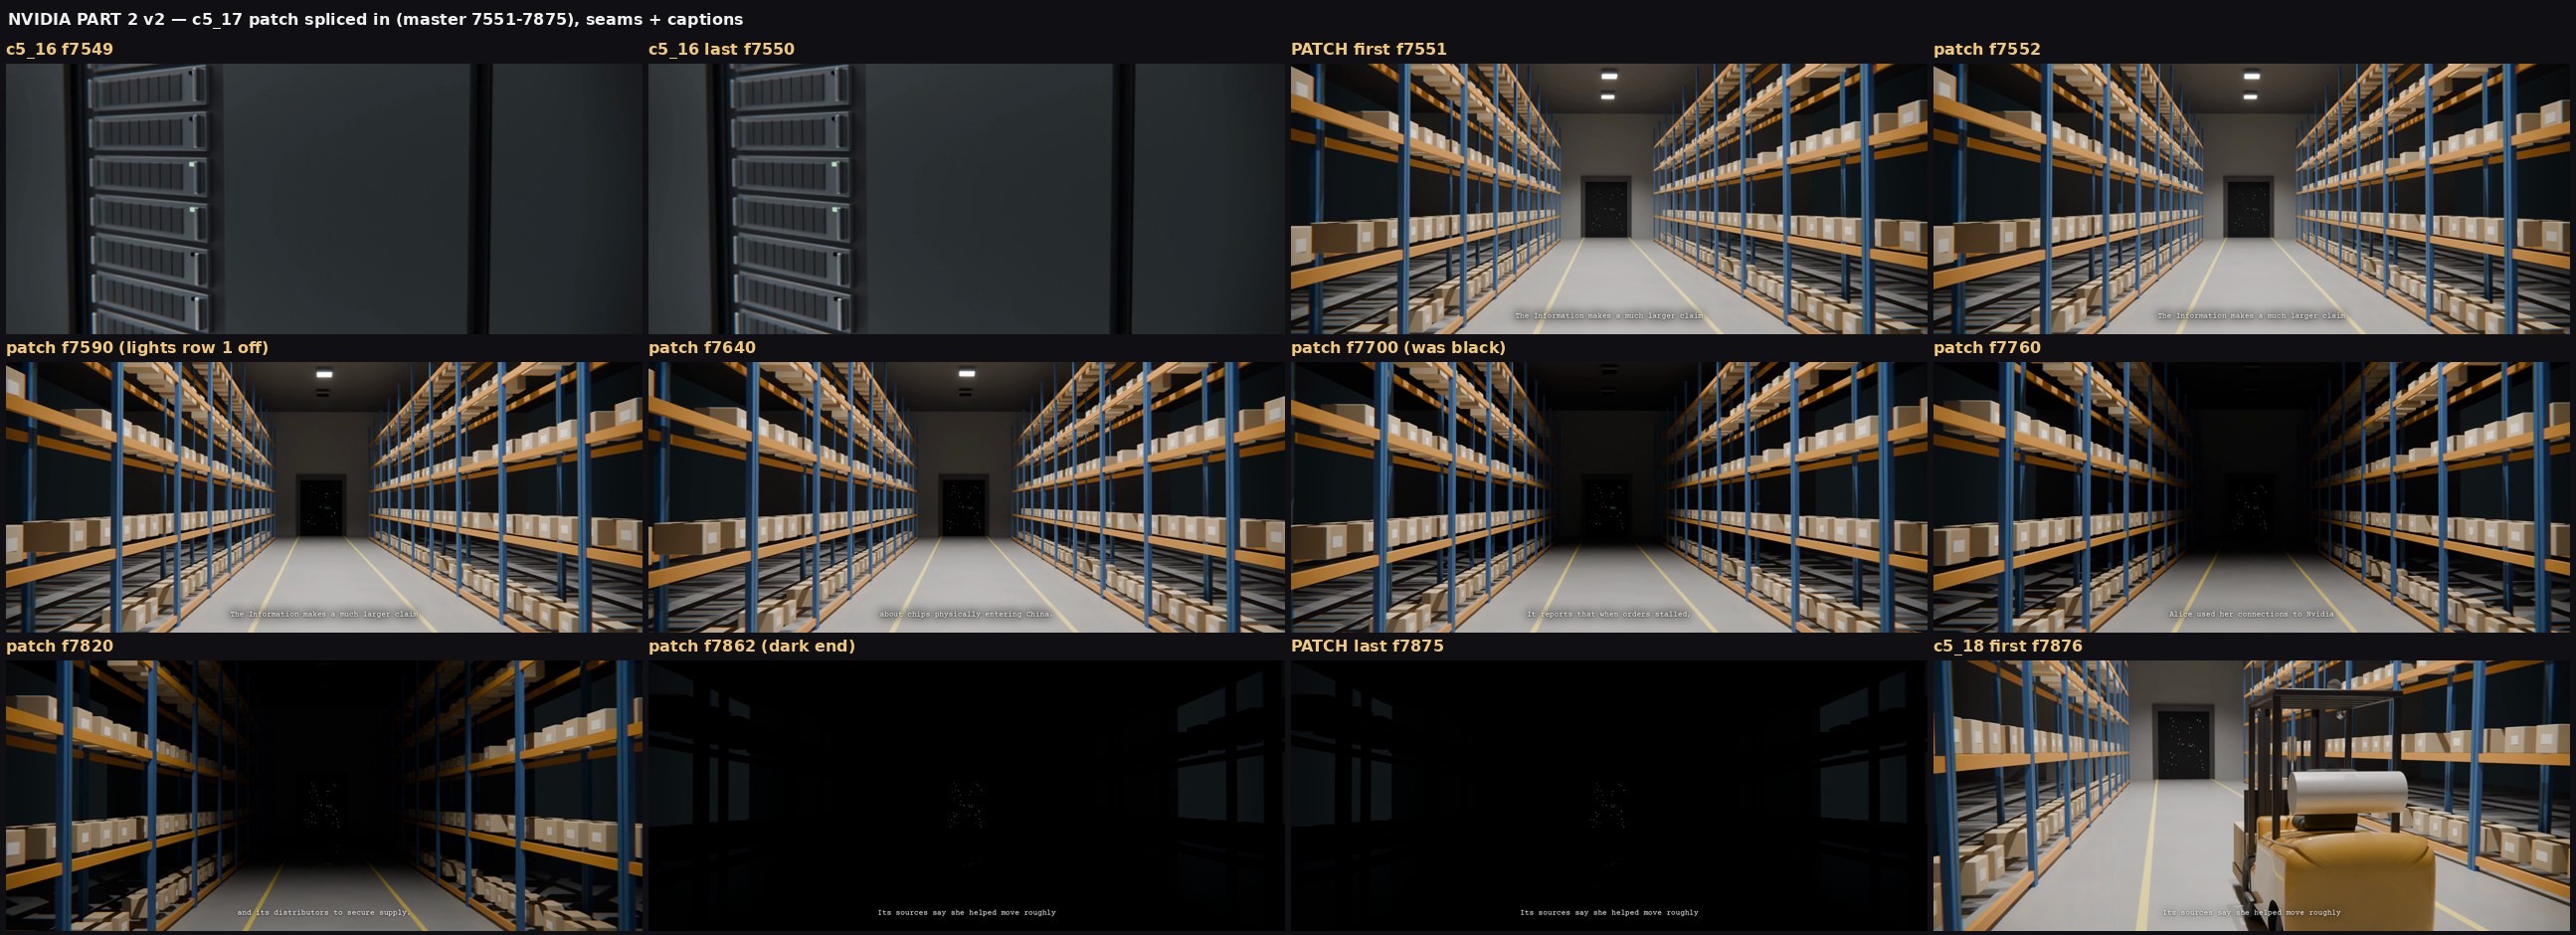 NVIDIA PART 2 v2 — c5_17 patch spliced in (master 7551-7875), seams + captions
c5_16 f7549
c5_16 last f7550
PATCH first f7551
patch f7552
The Information makes a much larger claim
The Information makes a much larger claim
patch f7590 (lights row 1 off)
patch f7640
patch f7700 (was black)
patch f7760
The Information makes a much larger claim
about chips physically entering China.
It reports that when orders stalled,
Alice used her connections to Nvidia
patch f7820
patch f7862 (dark end)
PATCH last f7875
c5_18 first f7876
and its distributors to secure supply.
Its sources say she helped move roughly
Its sources say she helped move roughly
Its sources say she helped move roughly